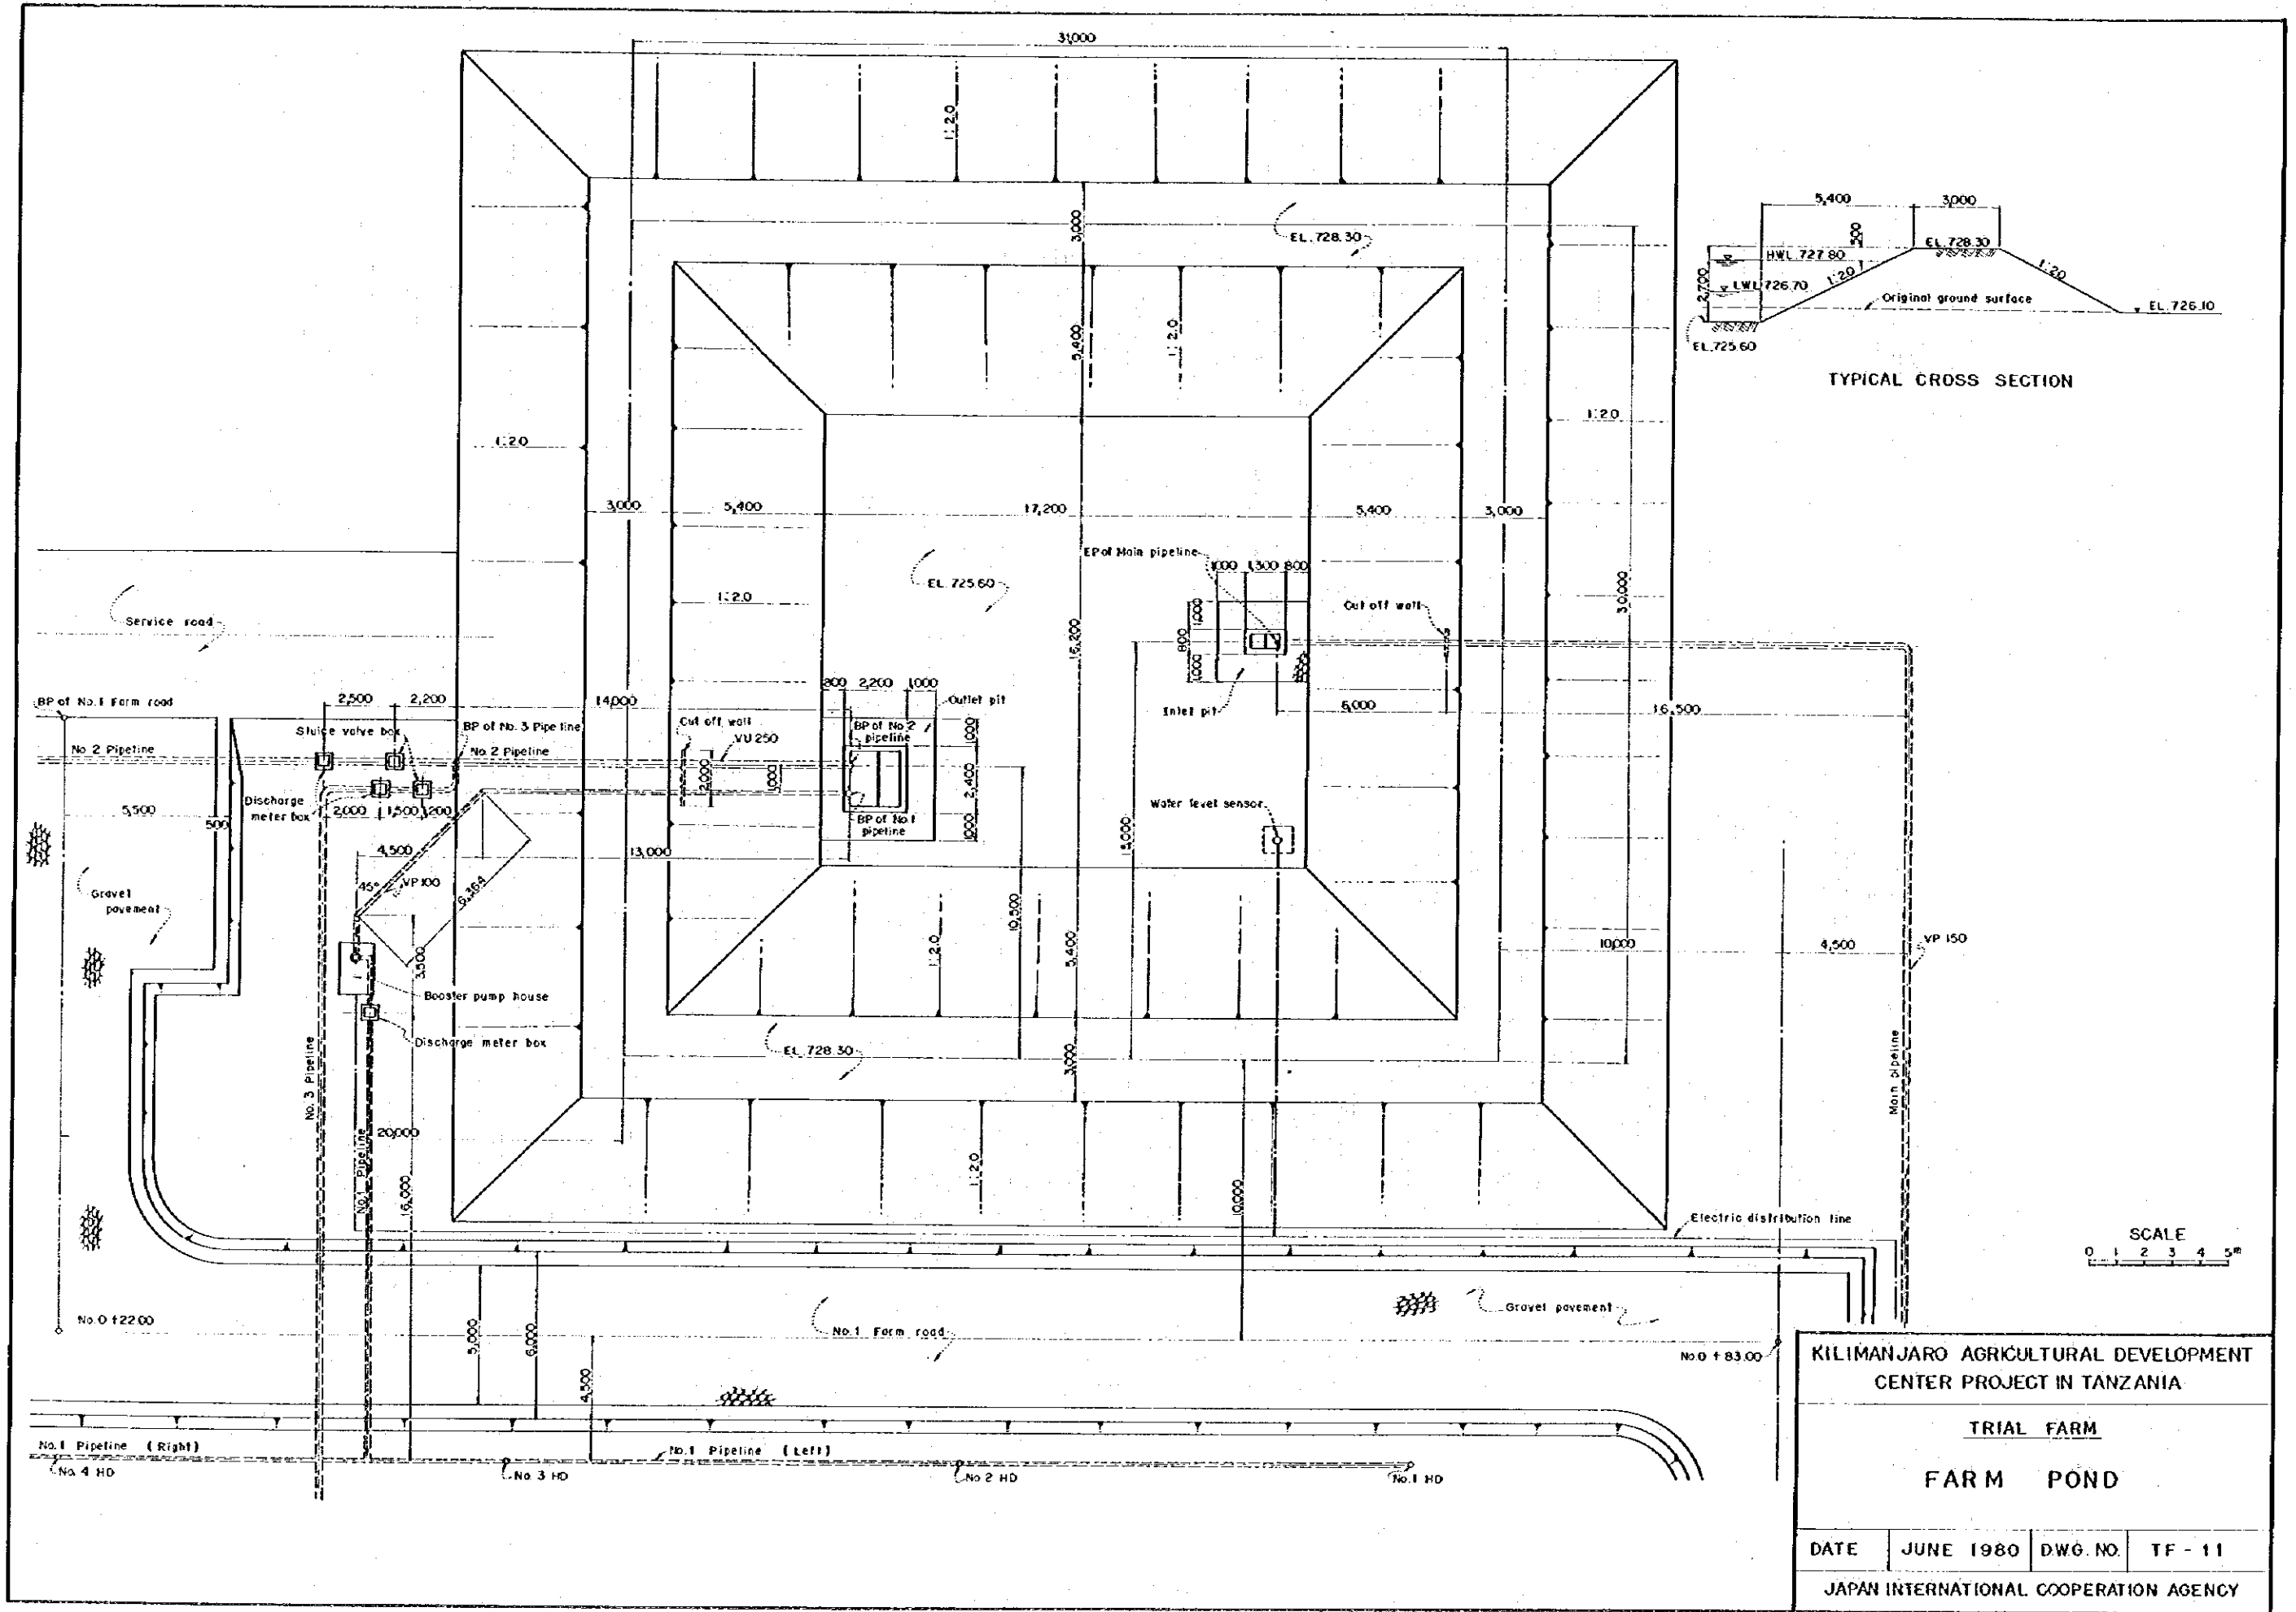 31,000
1:2.0
3,000
EL. 728.30
5,400
3,000
500
EL. 728.30
HWL. 727.80
1:2.0
1:2.0
2,700
LWL 726.70
Original ground surface
EL. 726.10
EL. 725.60
TYPICAL CROSS SECTION
5,400
1:2.0
1:2.0
1:2.0
3,000
5,400
17,200
5,400
3,000
EP of Main pipeline
1000
1,300
800
EL. 725.60
1:2.0
30,000
Cut off wall
1,000
800
1,000
Service road
16,200
Inlet pit
6,000
16,500
BP of No.1 Farm road
2,500
2,200
14,000
800
2,200
1,000
Outlet pit
Sluice valve box
BP of No. 3 Pipeline
Cut off wall
VU 250
BP of No.2
pipeline
1,000
No. 2 Pipeline
No. 2 Pipeline
2,000
1,000
2,400
Discharge
meter box
2,000
1,500
1,200
BP of No.1
pipeline
1,000
Water level sensor
5,500
500
4,500
13,000
45°
VP 100
6,364
Gravel
pavement
10,500
1:2.0
5,400
10,000
4,500
VP 150
3,500
Booster pump house
Discharge meter box
EL. 728.30
3,000
No. 3 Pipeline
No.1 Pipeline
20,000
16,000
1:2.0
10,000
Main pipeline
Electric distribution line
SCALE
0 1 2 3 4 5m
No.0 +22.00
5,000
6,000
4,500
No.1 Farm road
Gravel pavement
No.0 + 83.00
No.1 Pipeline (Right)
No.1 Pipeline (Left)
No. 4 HD
No. 3 HD
No 2 HD
No.1 HD
KILIMANJARO AGRICULTURAL DEVELOPMENT
CENTER PROJECT IN TANZANIA
TRIAL FARM
FARM POND
DATE JUNE 1980 D.W.G. NO. TF - 11
JAPAN INTERNATIONAL COOPERATION AGENCY